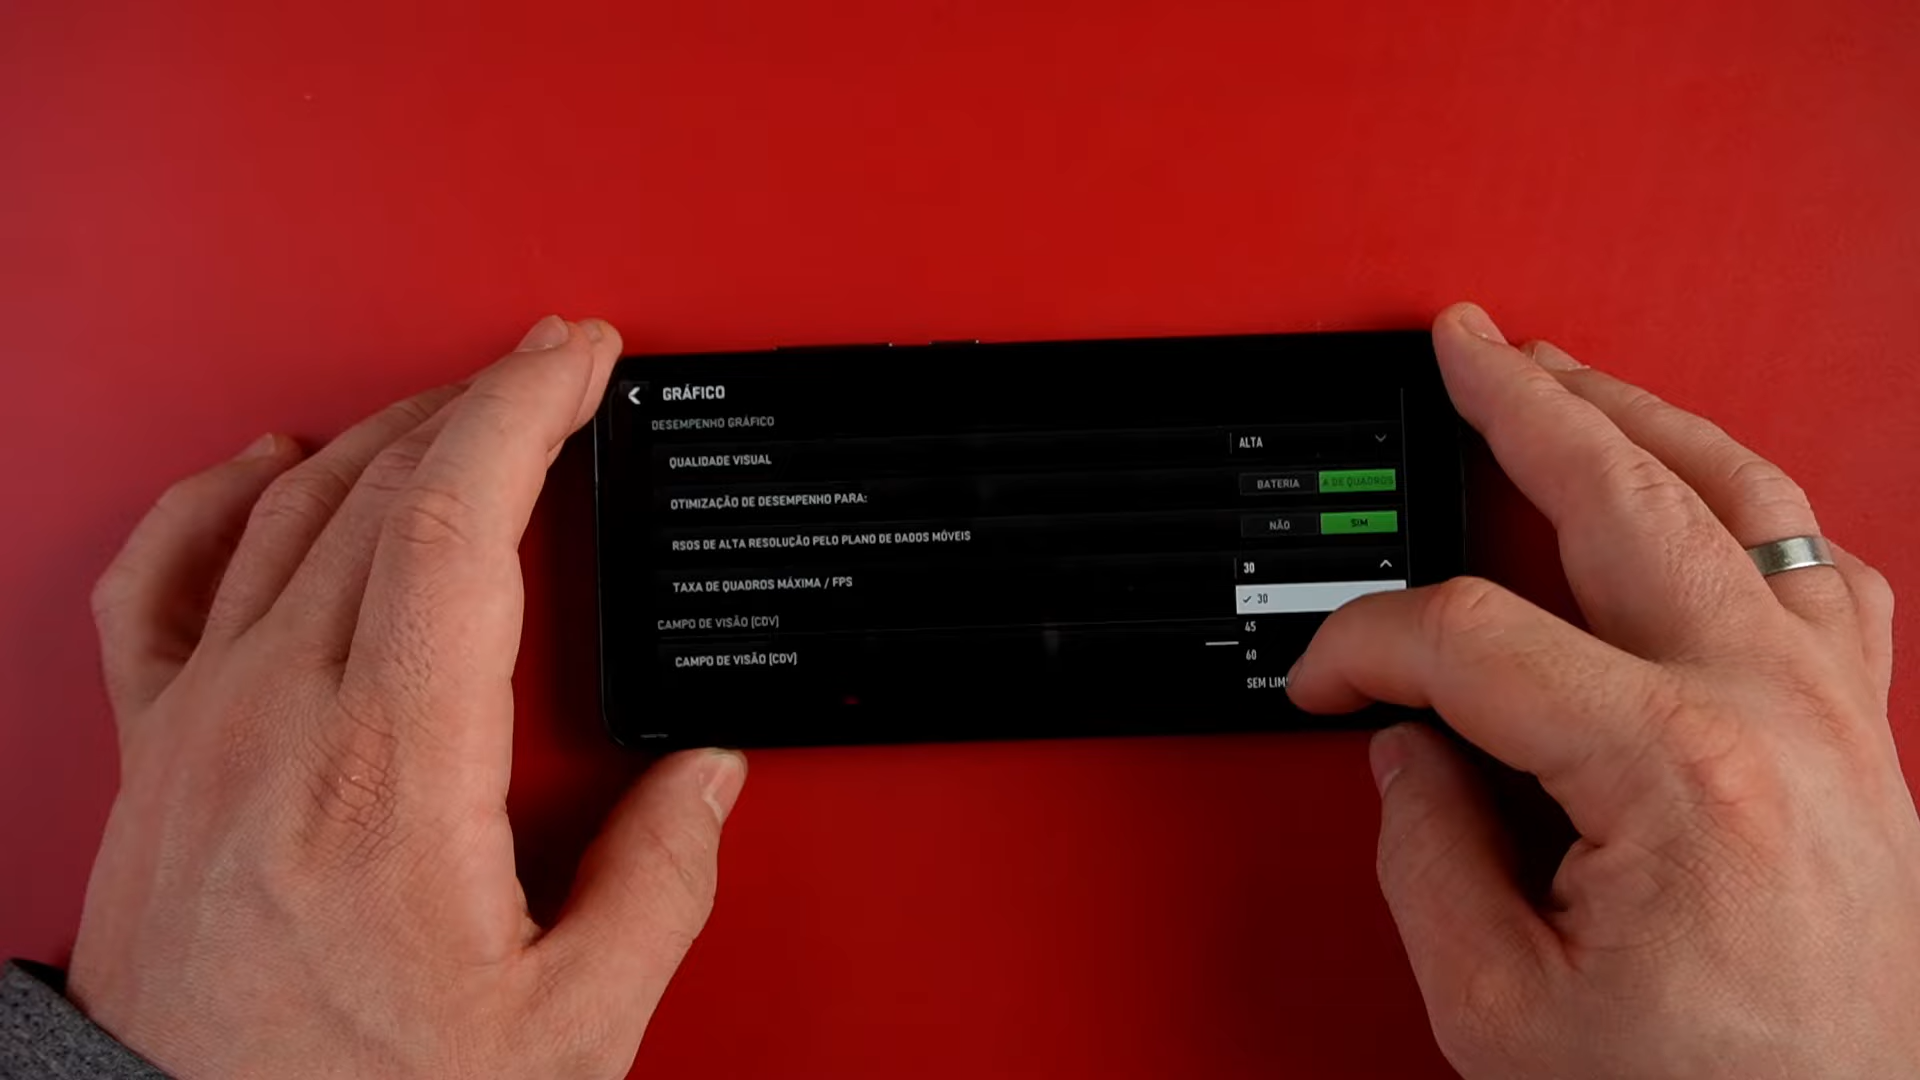 GRÁFICO
DESEMPENHO GRÁFICO
QUALIDADE VISUAL
ALTA
OTIMIZAÇÃO DE DESEMPENHO PARA:
BATERIA
A DE QUADROS
RSOS DE ALTA RESOLUÇÃO PELO PLANO DE DADOS MÓVEIS
NÃO
SIM
TAXA DE QUADROS MÁXIMA / FPS
30
30
45
60
SEM LIM
CAMPO DE VISÃO (CDV)
CAMPO DE VISÃO (CDV)